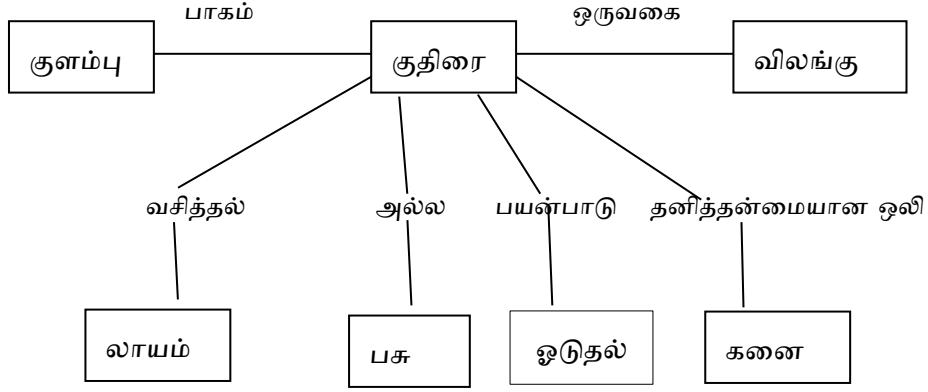 பாகம் ஒருவகை
குளம்பு குதிரை விலங்கு
வசித்தல் அல்ல பயன்பாடு தனித்தன்மையான ஒலி
லாயம் பசு ஓடுதல் கனை